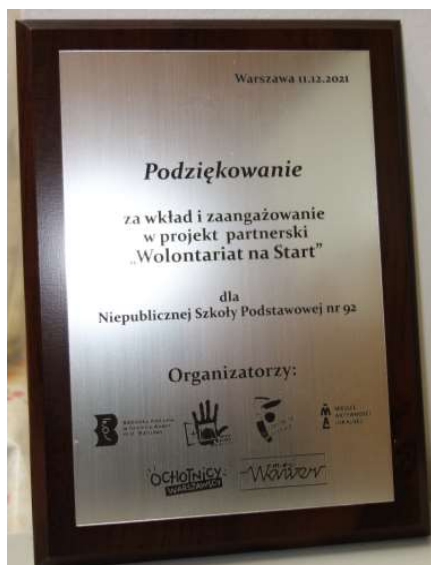 Warszawa 11.12.2021
Podziękowanie
za wkład i zaangażowanie
w projekt partnerski
„Wolontariat na Start”
dla
Niepublicznej Szkoły Podstawowej nr 92
Organizatorzy:
OCHOTNICY
WARSZAWSCY
Wawer